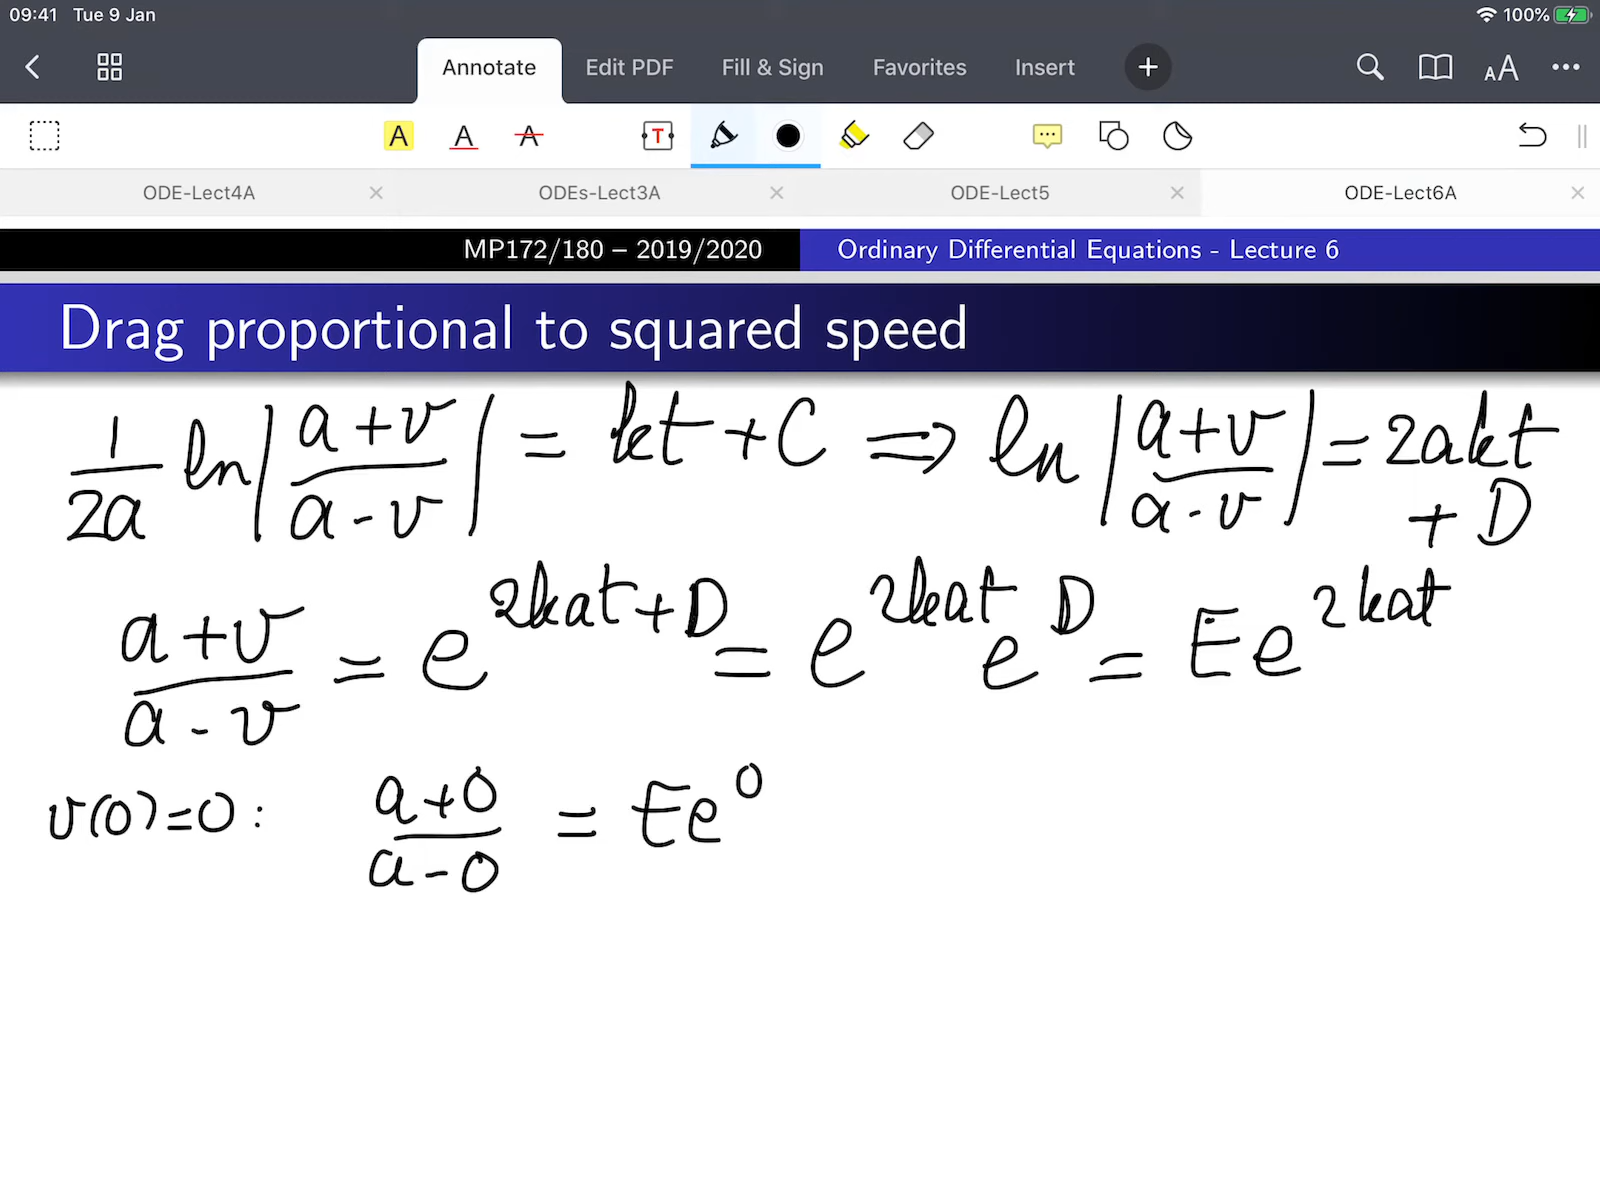 09:41 Tue 9 Jan 100%
Annotate Edit PDF Fill & Sign Favorites Insert + AA
A A A T
ODE-Lect4A × ODEs-Lect3A × ODE-Lect5 × ODE-Lect6A ×
MP172/180 – 2019/2020 Ordinary Differential Equations - Lecture 6
Drag proportional to squared speed
1/2a ln|a+v/a-v| = kt + C ⇒ ln|a+v/a-v| = 2akt
+ D
a+v/a-v = e^(2kat+D) = e^(2kat) e^D = E e^(2kat)
v(0)=0: a+0/a-0 = E e^0